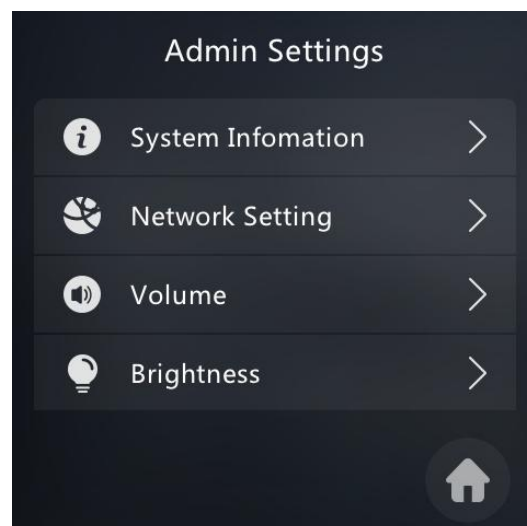 Admin Settings
System Infomation
Network Setting
Volume
Brightness